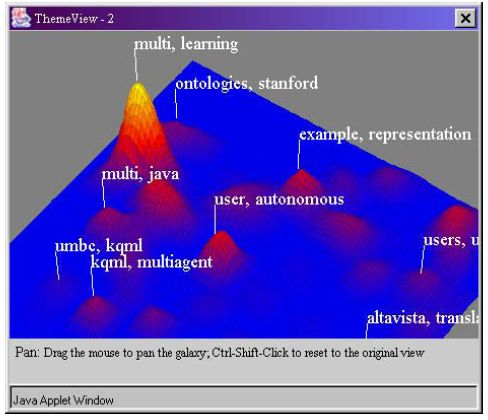 ThemeView - 2
multi, learning
ontologies, stanford
example, representation
multi, java
user, autonomous
umbc, kqml
users, u
kqml, multiagent
altavista, transla
Pan: Drag the mouse to pan the galaxy; Ctrl-Shift-Click to reset to the original view
Java Applet Window